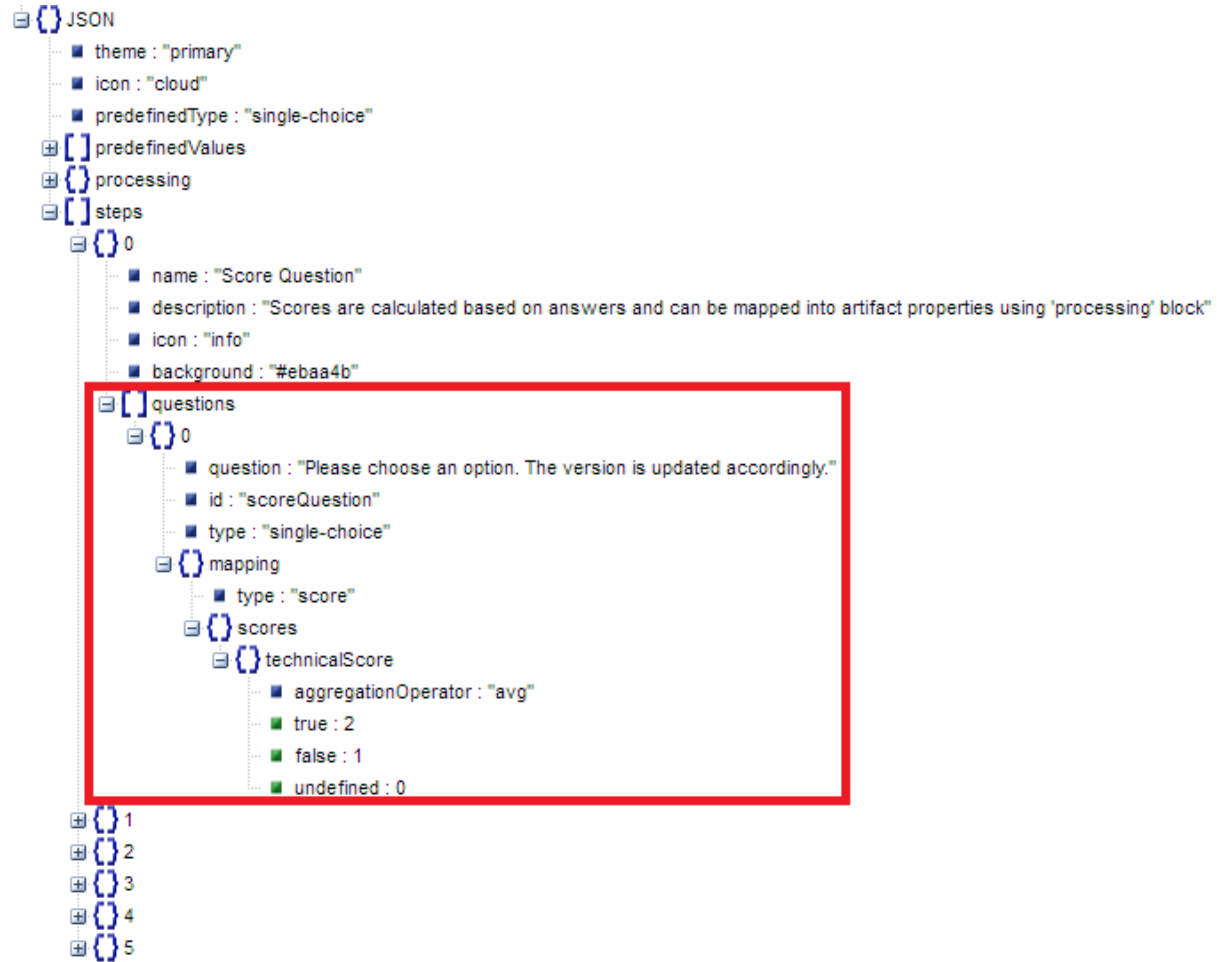 JSON
theme : "primary"
icon : "cloud"
predefinedType : "single-choice"
predefinedValues
processing
steps
0
name : "Score Question"
description : "Scores are calculated based on answers and can be mapped into artifact properties using 'processing' block"
icon : "info"
background : "#ebaa4b"
questions
0
question : "Please choose an option. The version is updated accordingly."
id : "scoreQuestion"
type : "single-choice"
mapping
type : "score"
scores
technicalScore
aggregationOperator : "avg"
true : 2
false : 1
undefined : 0
1
2
3
4
5